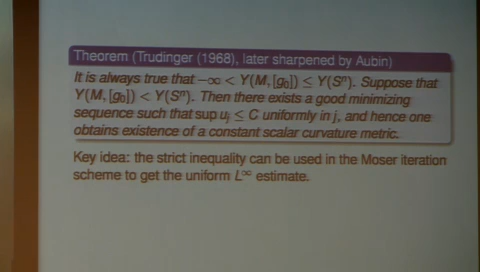 Theorem (Trudinger (1968), later sharpened by Aubin)
It is always true that −∞ < Y(M, [g₀]) ≤ Y(Sⁿ). Suppose that
Y(M, [g₀]) < Y(Sⁿ). Then there exists a good minimizing
sequence such that sup uⱼ ≤ C uniformly in j, and hence one
obtains existence of a constant scalar curvature metric.
Key idea: the strict inequality can be used in the Moser iteration
scheme to get the uniform L∞ estimate.